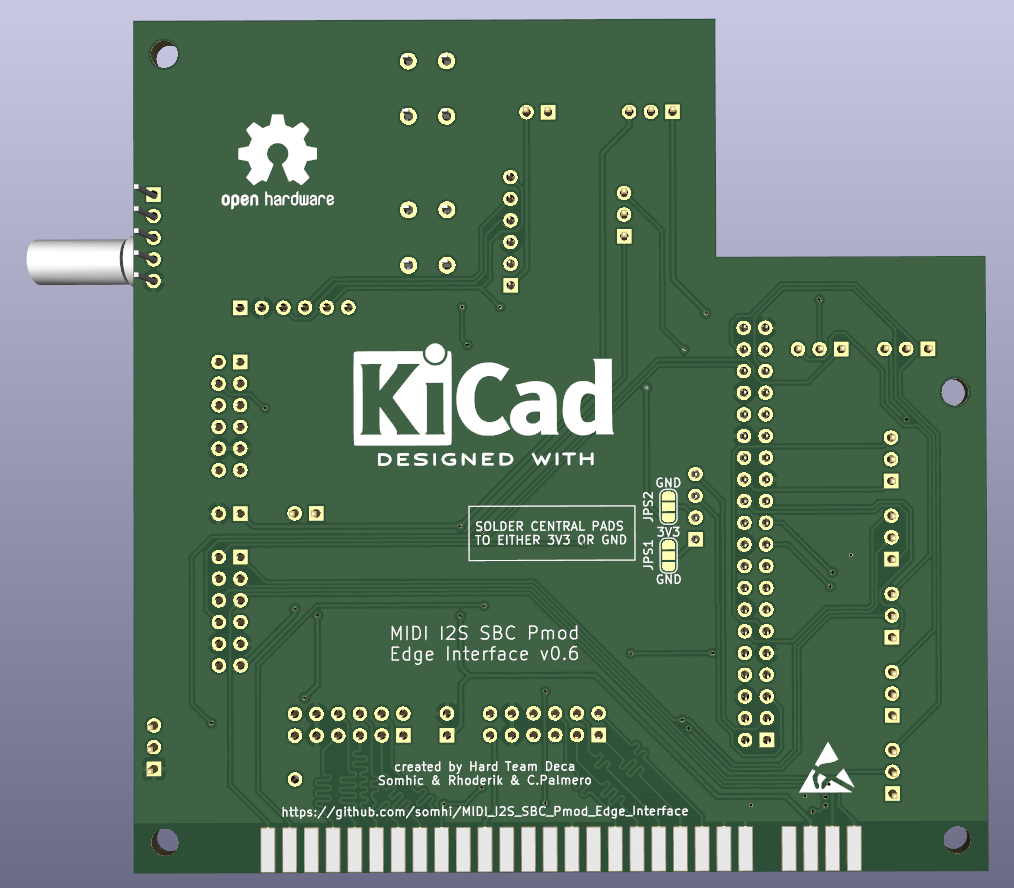 open hardware
KiCad
DESIGNED WITH
GND
JPS2
SOLDER CENTRAL PADS
TO EITHER 3V3 OR GND
3V3
JPS1
GND
MIDI I2S SBC Pmod
Edge Interface v0.6
created by Hard Team Deca
Somhic & Rhoderik & C.Palmero
https://github.com/somhi/MIDI_I2S_SBC_Pmod_Edge_Interface